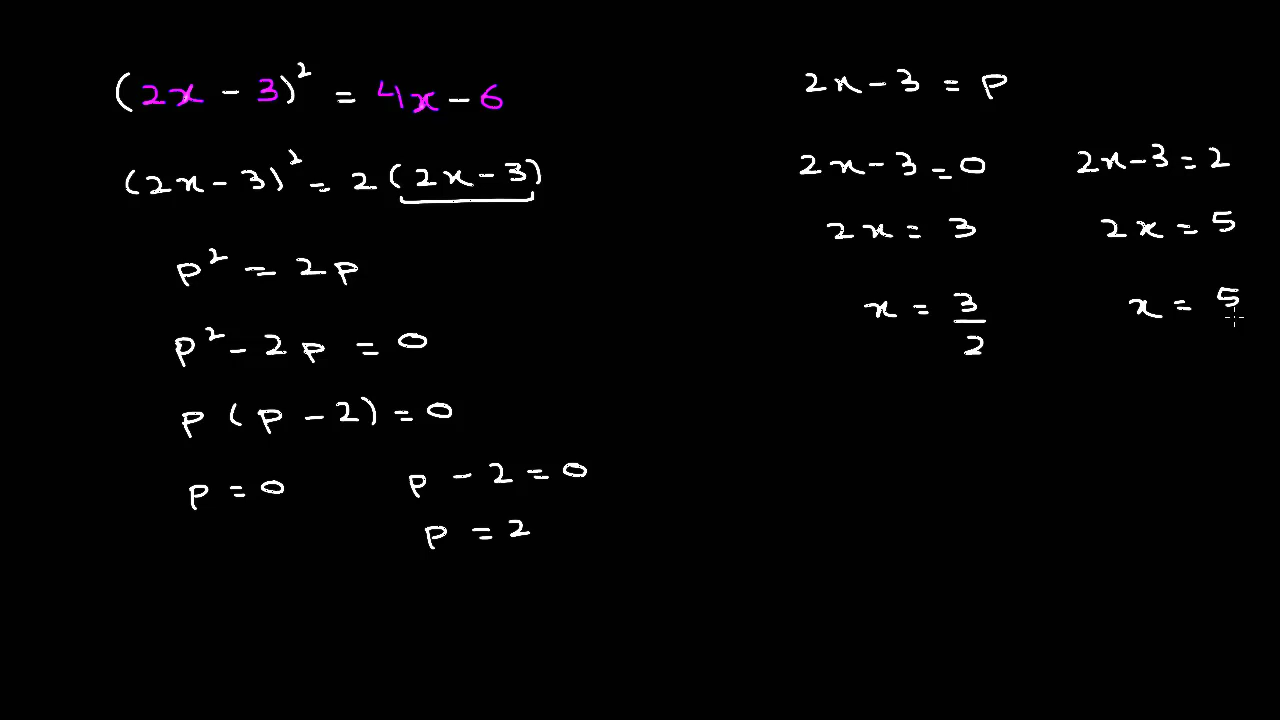 (2x - 3)² = 4x - 6
(2x - 3)² = 2 (2x - 3)
p² = 2p
p² - 2p = 0
p (p - 2) = 0
p = 0    p - 2 = 0
p = 2
2x - 3 = p
2x - 3 = 0    2x - 3 = 2
2x = 3    2x = 5
x = 3/2    x = 5